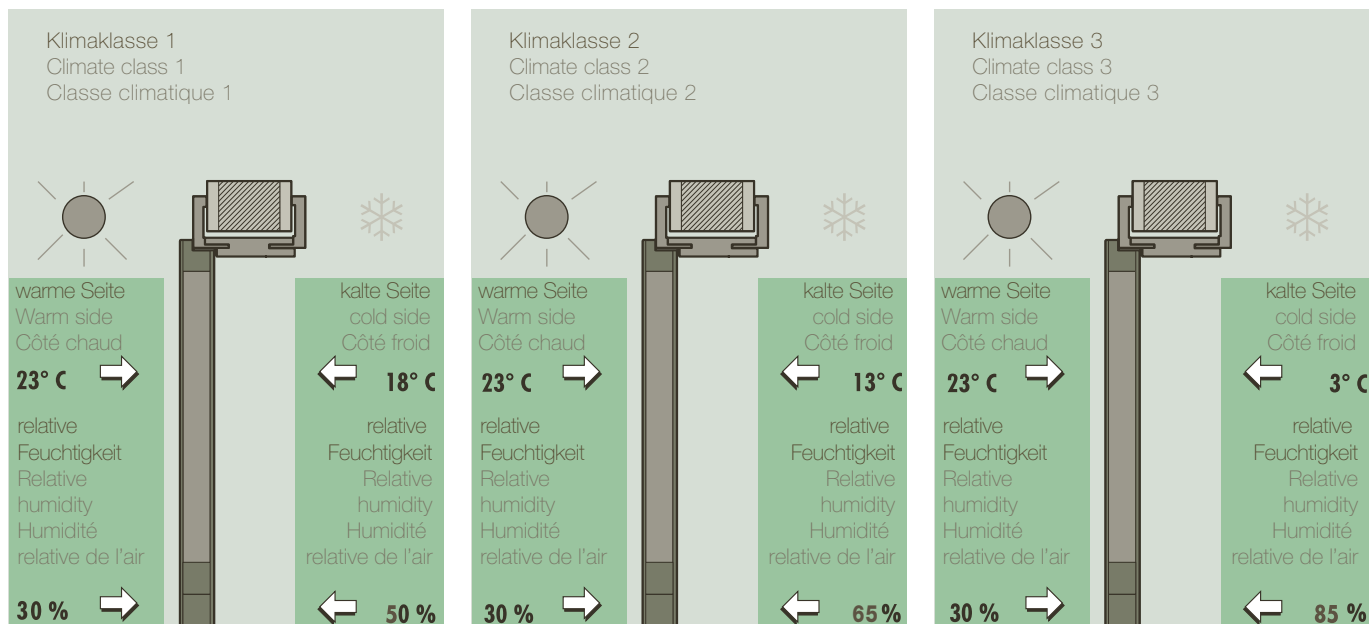 Klimaklasse 1
Climate class 1
Classe climatique 1
warme Seite
Warm side
Côté chaud
23° C
relative
Feuchtigkeit
Relative
humidity
Humidité
relative de l'air
30 %
kalte Seite
cold side
Côté froid
18° C
relative
Feuchtigkeit
Relative
humidity
Humidité
relative de l'air
50 %
Klimaklasse 2
Climate class 2
Classe climatique 2
warme Seite
Warm side
Côté chaud
23° C
relative
Feuchtigkeit
Relative
humidity
Humidité
relative de l'air
30 %
kalte Seite
cold side
Côté froid
13° C
relative
Feuchtigkeit
Relative
humidity
Humidité
relative de l'air
65 %
Klimaklasse 3
Climate class 3
Classe climatique 3
warme Seite
Warm side
Côté chaud
23° C
relative
Feuchtigkeit
Relative
humidity
Humidité
relative de l'air
30 %
kalte Seite
cold side
Côté froid
3° C
relative
Feuchtigkeit
Relative
humidity
Humidité
relative de l'air
85 %